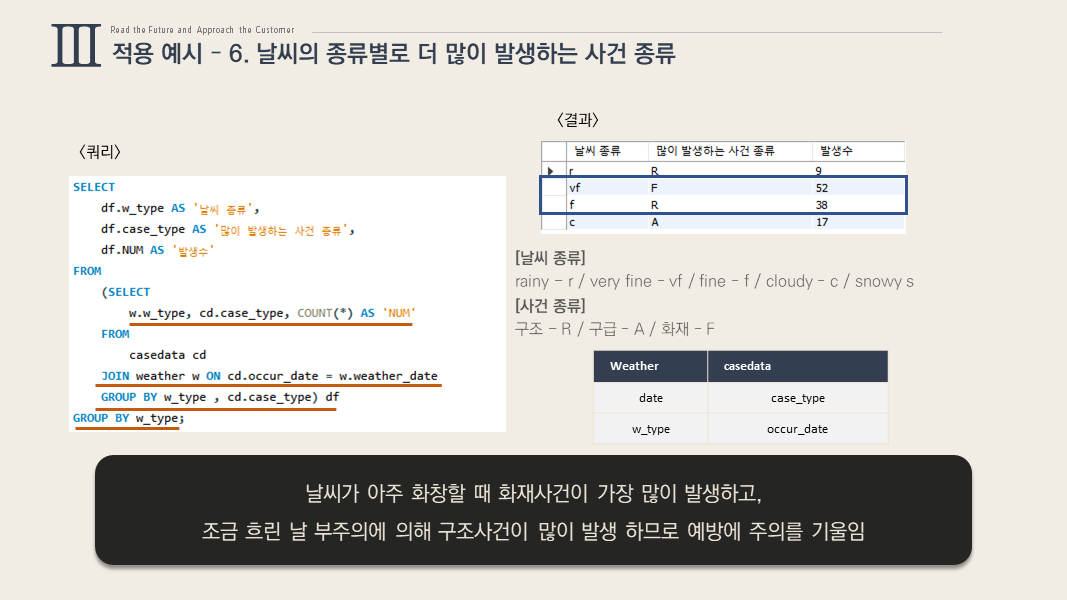 Ⅲ
Read the Future and Approach the Customer
적용 예시 - 6. 날씨의 종류별로 더 많이 발생하는 사건 종류
<쿼리>
SELECT
df.w_type AS '날씨 종류',
df.case_type AS '많이 발생하는 사건 종류',
df.NUM AS '발생수'
FROM
(SELECT
w.w_type, cd.case_type, COUNT(*) AS 'NUM'
FROM
casedata cd
JOIN weather w ON cd.occur_date = w.weather_date
GROUP BY w_type , cd.case_type) df
GROUP BY w_type;
<결과>
날씨 종류 많이 발생하는 사건 종류 발생수
r R 9
vf F 52
f R 38
c A 17
[날씨 종류]
rainy – r / very fine – vf / fine – f / cloudy – c / snowy s
[사건 종류]
구조 – R / 구급 – A / 화재 – F
Weather casedata
date case_type
w_type occur_date
날씨가 아주 화창할 때 화재사건이 가장 많이 발생하고,
조금 흐린 날 부주의에 의해 구조사건이 많이 발생 하므로 예방에 주의를 기울임